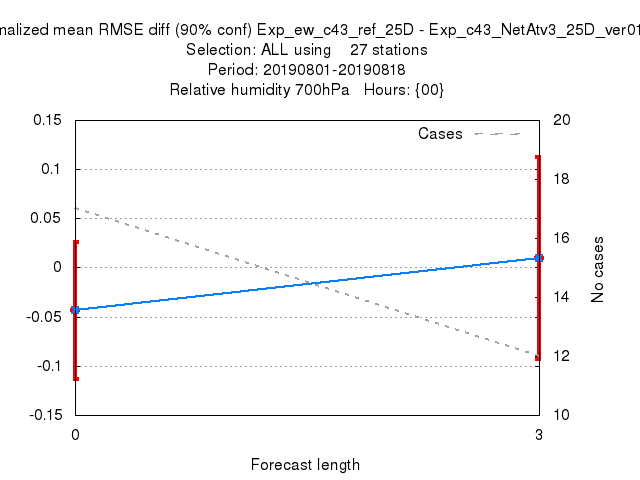 malized mean RMSE diff (90% conf) Exp_ew_c43_ref_25D - Exp_c43_NetAtv3_25D_ver01
Selection: ALL using 27 stations
Period: 20190801-20190818
Relative humidity 700hPa Hours: {00}
0.15
0.1
0.05
0
-0.05
-0.1
-0.15
Cases
20
18
16
14
12
10
No cases
0
3
Forecast length